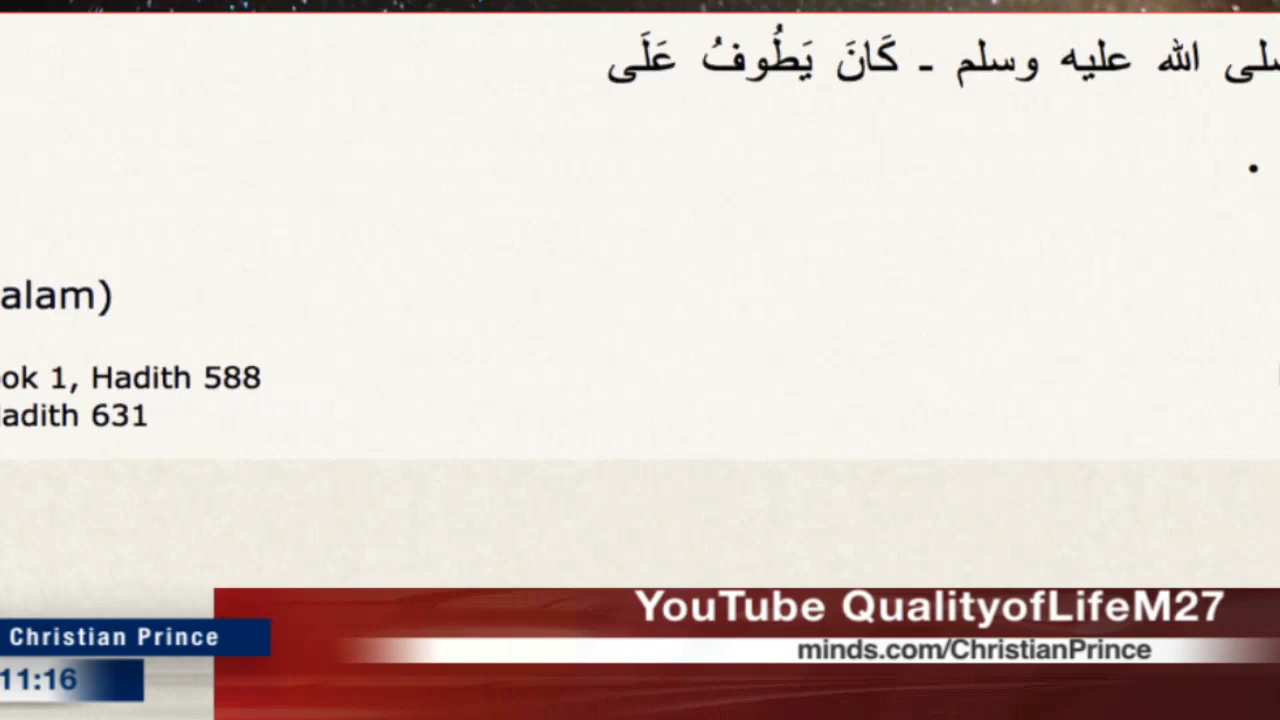 الله عليه وسلم ـ كَانَ يَطُوفُ عَلَى
.
alam)
ok 1, Hadith 588
adith 631
YouTube QualityofLifeM27
Christian Prince
minds.com/ChristianPrince
11:16